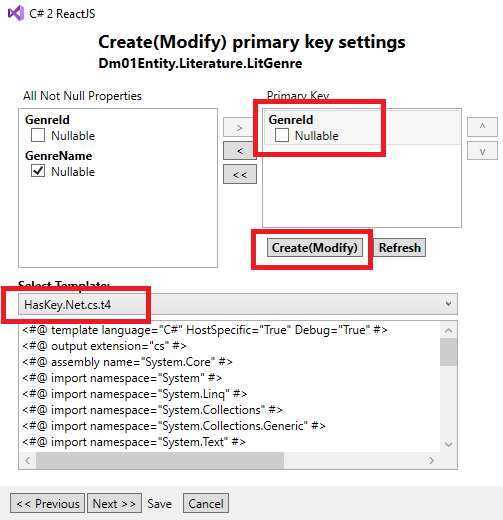 C# 2 ReactJS
Create(Modify) primary key settings
Dm01Entity.Literature.LitGenre
All Not Null Properties
Primary Key
GenreId
Nullable
GenreName
Nullable
>
<
<<
GenreId
Nullable
^
v
Create(Modify)
Refresh
Select Template:
HasKey.Net.cs.t4
<#@ template language="C#" HostSpecific="True" Debug="True" #>
<#@ output extension="cs" #>
<#@ assembly name="System.Core" #>
<#@ import namespace="System" #>
<#@ import namespace="System.Linq" #>
<#@ import namespace="System.Collections" #>
<#@ import namespace="System.Collections.Generic" #>
<#@ import namespace="System.Text" #>
<< Previous
Next >>
Save
Cancel